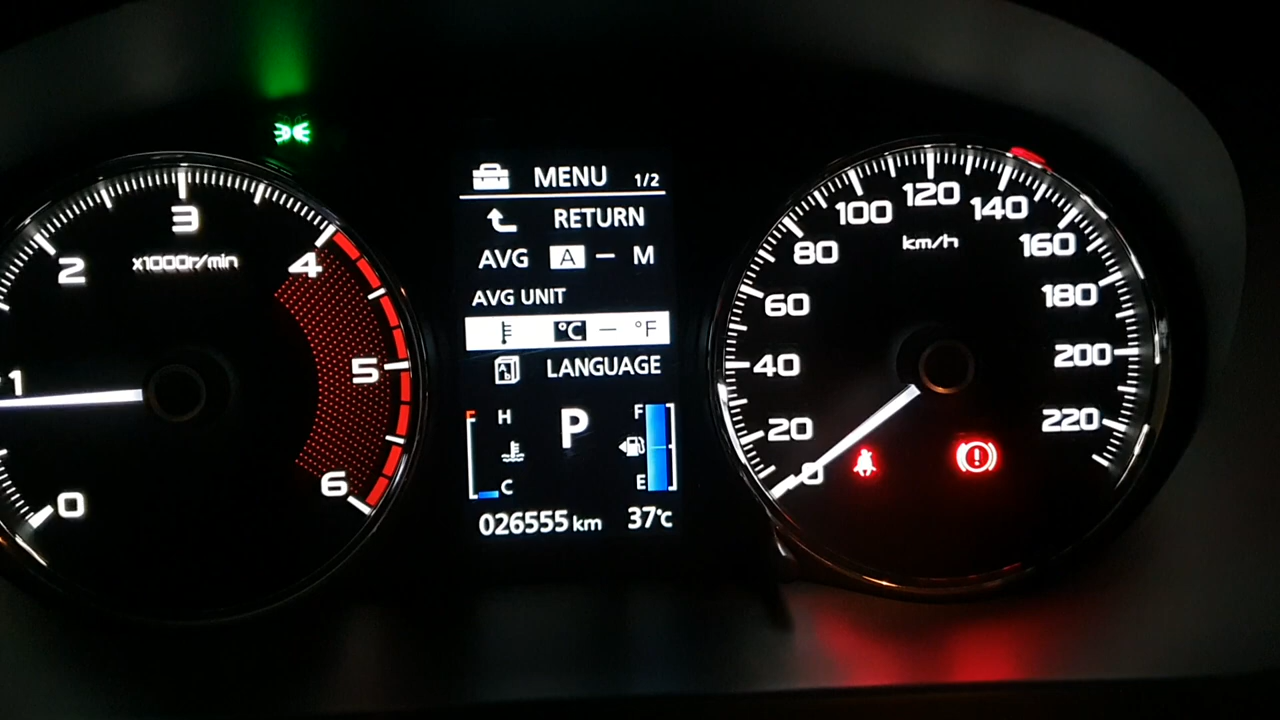 0
1
2
3
4
5
6
x1000r/min
MENU 1/2
RETURN
AVG A – M
AVG UNIT
°C – °F
LANGUAGE
H
C
P
F
E
026555 km 37°C
0
20
40
60
80
100
120
140
160
180
200
220
km/h